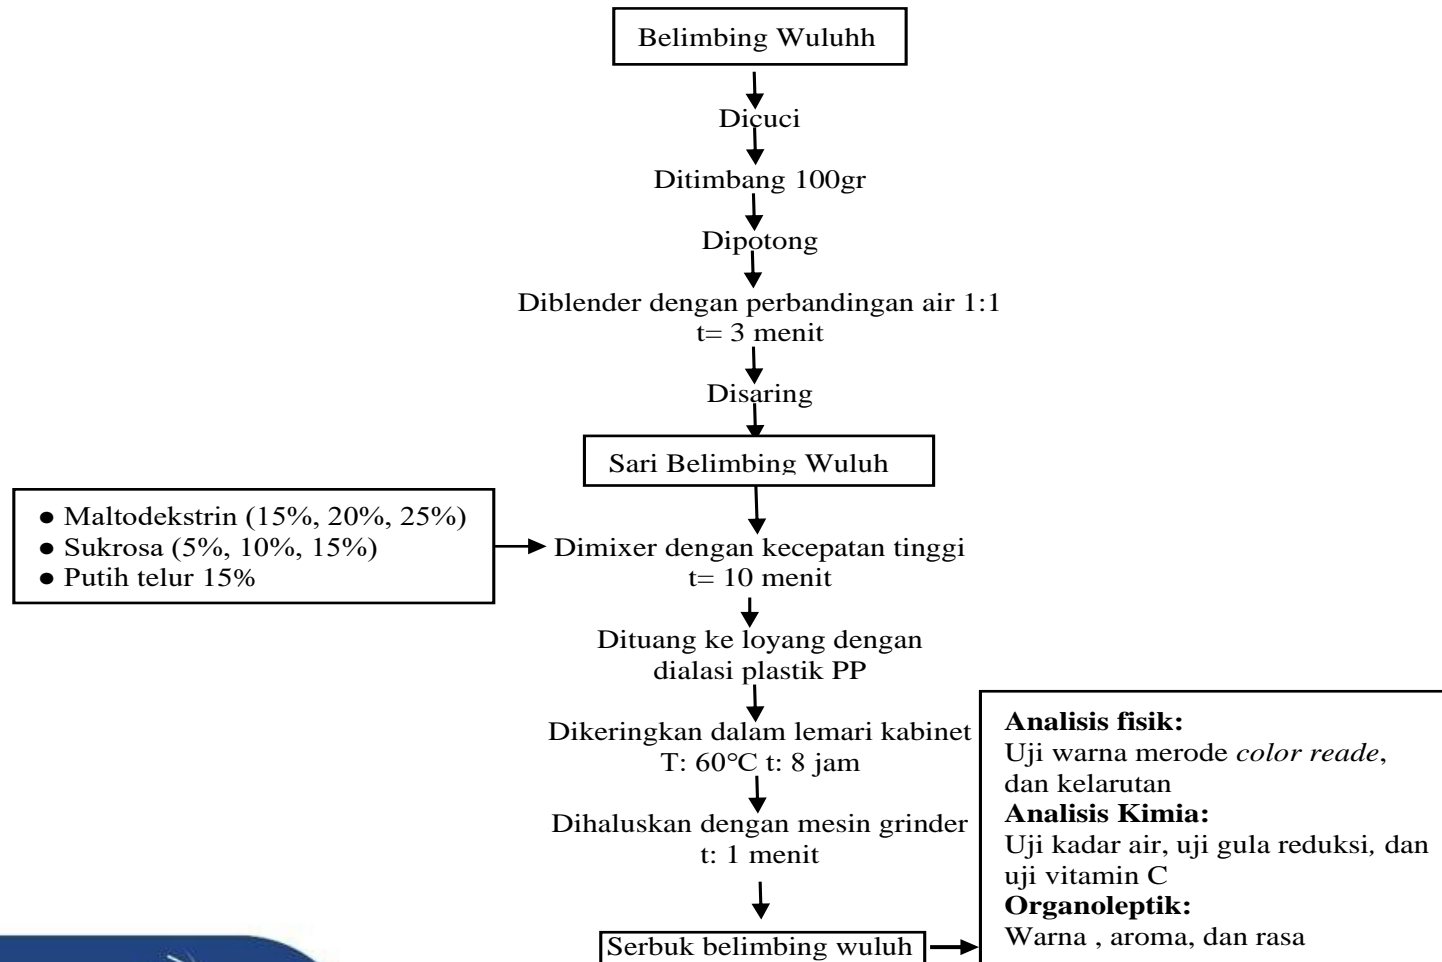 Belimbing Wuluhh
Dicuci
Ditimbang 100gr
Dipotong
Diblender dengan perbandingan air 1:1
t= 3 menit
Disaring
Sari Belimbing Wuluh
● Maltodekstrin (15%, 20%, 25%)
● Sukrosa (5%, 10%, 15%)
● Putih telur 15%
Dimixer dengan kecepatan tinggi
t= 10 menit
Dituang ke loyang dengan
dialasi plastik PP
Dikeringkan dalam lemari kabinet
T: 60°C t: 8 jam
Dihaluskan dengan mesin grinder
t: 1 menit
Serbuk belimbing wuluh
Analisis fisik:
Uji warna merode color reade,
dan kelarutan
Analisis Kimia:
Uji kadar air, uji gula reduksi, dan
uji vitamin C
Organoleptik:
Warna , aroma, dan rasa